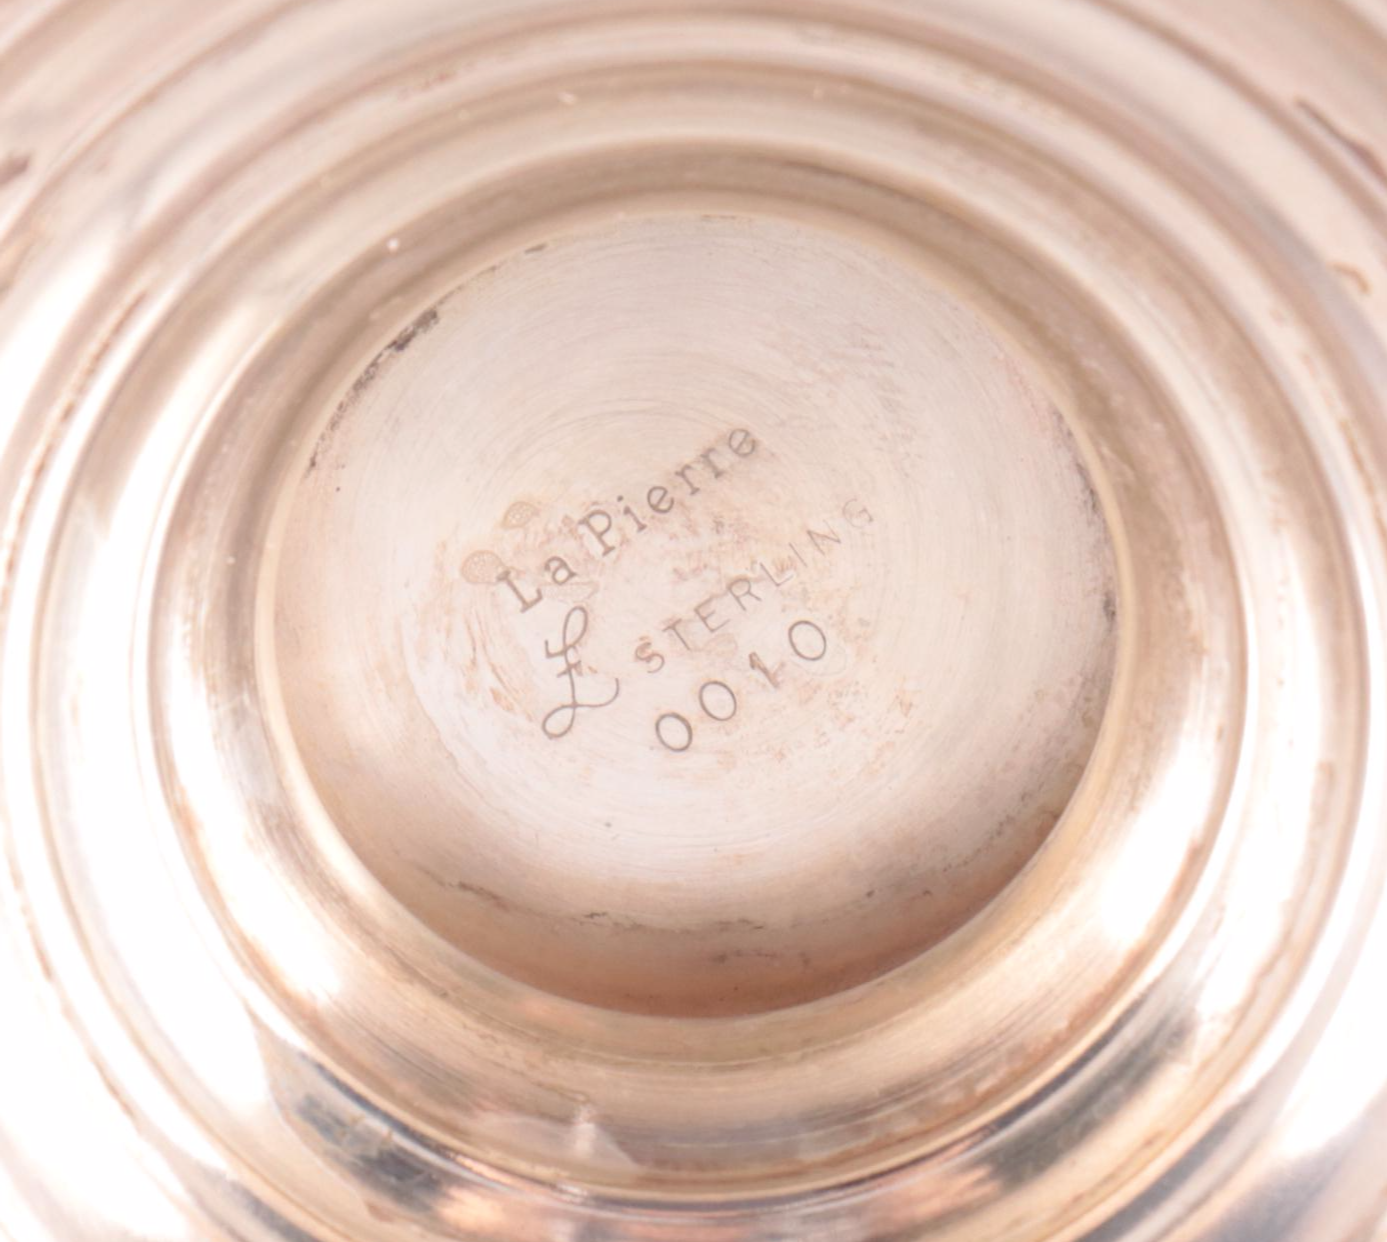 La Pierre
£ STERLING
0010